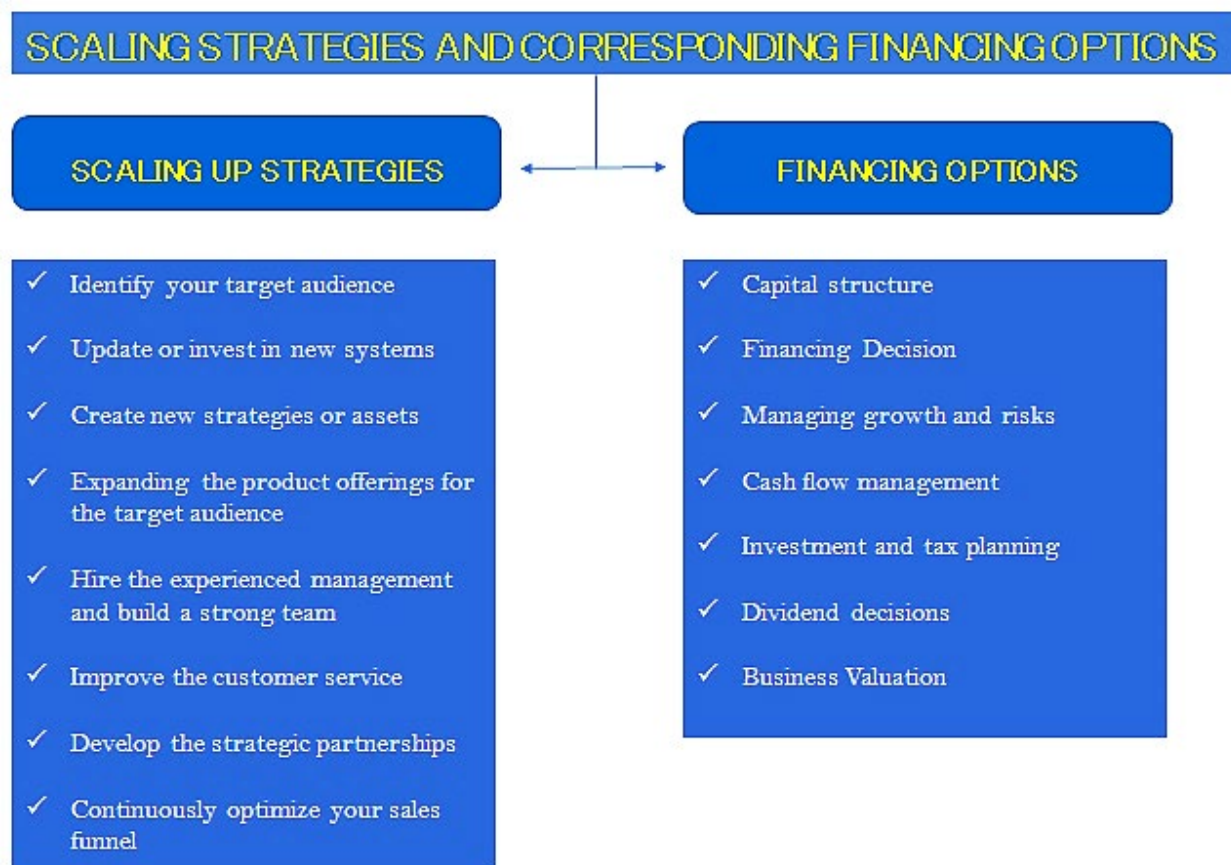 SCALING STRATEGIES AND CORRESPONDING FINANCING OPTIONS
SCALING UP STRATEGIES
Identify your target audience
Update or invest in new systems
Create new strategies or assets
Expanding the product offerings for
the target audience
Hire the experienced management
and build a strong team
Improve the customer service
Develop the strategic partnerships
Continuously optimize your sales
funnel
FINANCING OPTIONS
Capital structure
Financing Decision
Managing growth and risks
Cash flow management
Investment and tax planning
Dividend decisions
Business Valuation